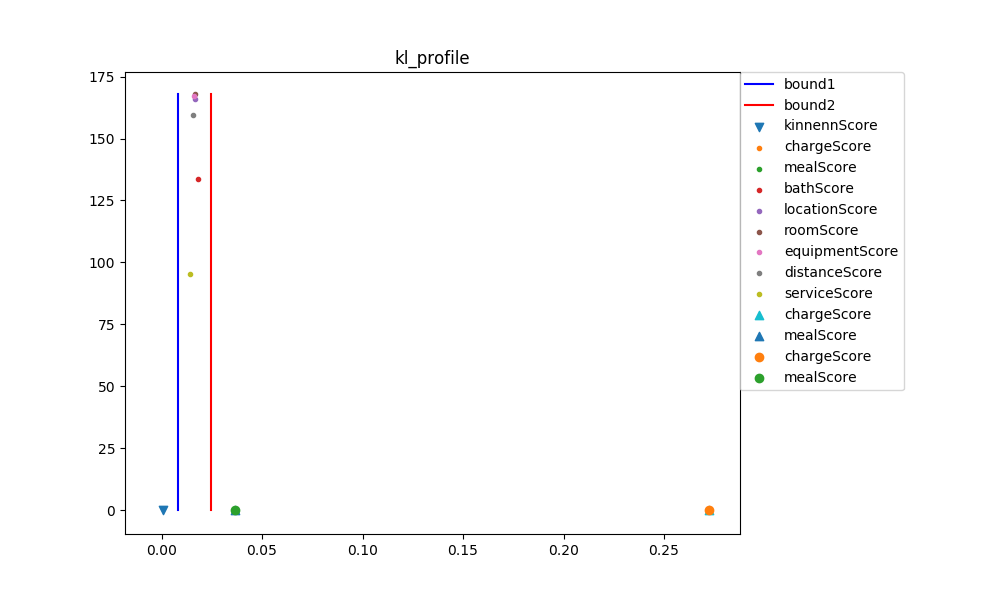 kl_profile
175
150
125
100
75
50
25
0
0.00 0.05 0.10 0.15 0.20 0.25
bound1
bound2
kinnennScore
chargeScore
mealScore
bathScore
locationScore
roomScore
equipmentScore
distanceScore
serviceScore
chargeScore
mealScore
chargeScore
mealScore